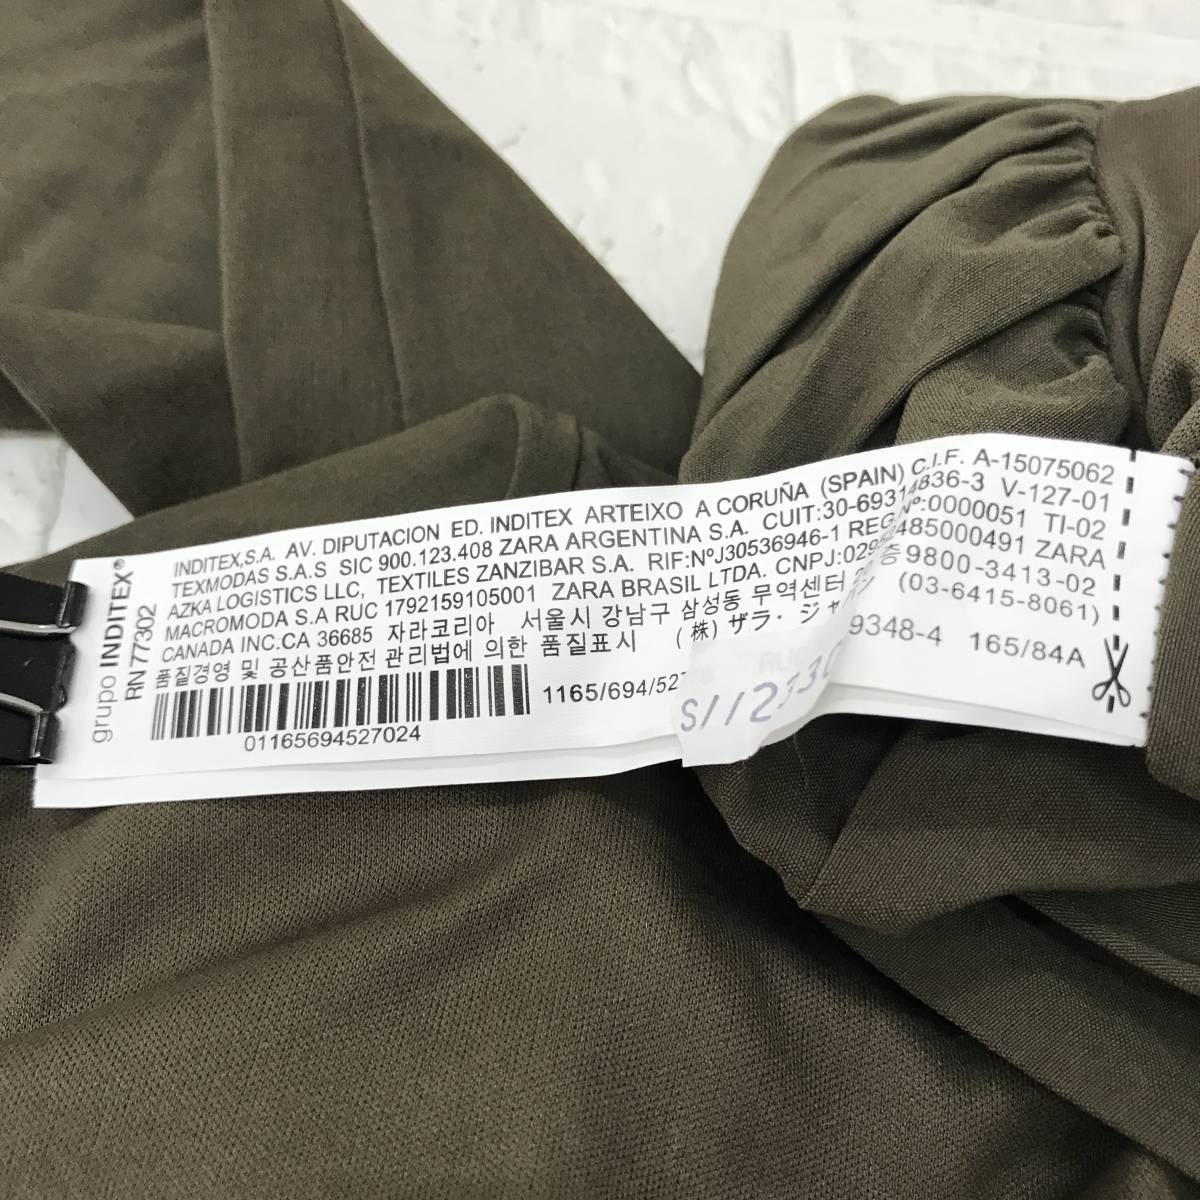 grupo INDITEX®
RN 77302
INDITEX,S.A. AV. DIPUTACION ED. INDITEX ARTEIXO A CORUÑA (SPAIN) C.I.F. A-15075062
TEXMODAS S.A.S SIC 900.123.408 ZARA ARGENTINA S.A. CUIT:30-69314836-3 V-127-01
AZKA LOGISTICS LLC, TEXTILES ZANZIBAR S.A. RIF:NºJ30536946-1 REG Nº:0000051 TI-02
MACROMODA S.A RUC 1792159105001 ZARA BRASIL LTDA. CNPJ:029 485000491 ZARA
CANADA INC.CA 36685 자라코리아 서울시 강남구 삼성동 무역센터 9800-3413-02
품질경영 및 공산품안전 관리법에 의한 품질표시 (株) ザラ・ジャパン (03-6415-8061)
1165/694/527 9348-4 165/84A
01165694527024
S112330